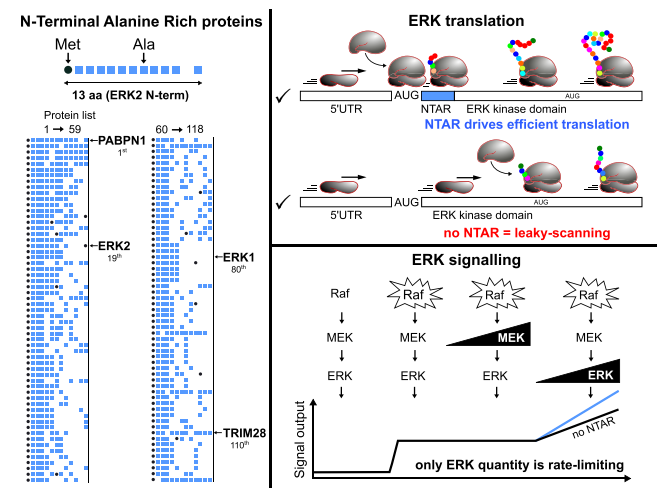 N-Terminal Alanine Rich proteins
Met
Ala
13 aa (ERK2 N-term)
Protein list
1 → 59
60 → 118
PABPN1
1st
ERK2
19th
ERK1
80th
TRIM28
110th
ERK translation
✓
AUG
AUG
5'UTR
NTAR
ERK kinase domain
NTAR drives efficient translation
✓
AUG
AUG
5'UTR
ERK kinase domain
no NTAR = leaky-scanning
ERK signalling
Raf
Raf
Raf
Raf
MEK
MEK
MEK
MEK
ERK
ERK
ERK
ERK
Signal output
no NTAR
only ERK quantity is rate-limiting